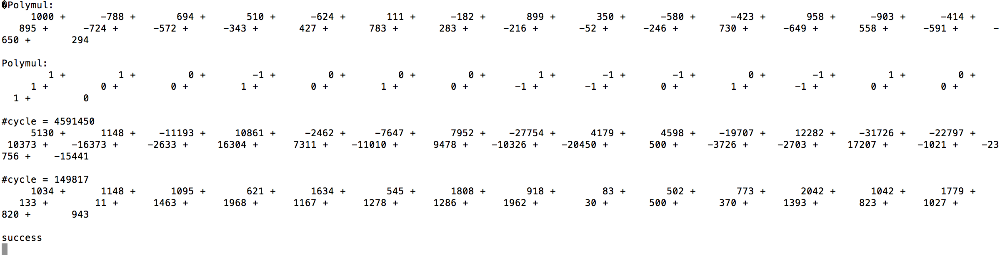 �Polymul:
1000 + -788 + 694 + 510 + -624 + 111 + -182 + 899 + 350 + -580 + -423 + 958 + -903 + -414 +
895 + -724 + -572 + -343 + 427 + 783 + 283 + -216 + -52 + -246 + 730 + -649 + 558 + -591 + -
650 + 294
Polymul:
1 + 1 + 0 + -1 + 0 + 0 + 0 + 1 + -1 + -1 + 0 + -1 + 1 + 0 +
1 + 0 + 0 + 1 + 0 + 1 + 0 + -1 + -1 + 0 + 1 + -1 + 0 + 0 +
1 + 0
#cycle = 4591450
5130 + 1148 + -11193 + 10861 + -2462 + -7647 + 7952 + -27754 + 4179 + 4598 + -19707 + 12282 + -31726 + -22797 +
10373 + -16373 + -2633 + 16304 + 7311 + -11010 + 9478 + -10326 + -20450 + 500 + -3726 + -2703 + 17207 + -1021 + -23
756 + -15441
#cycle = 149817
1034 + 1148 + 1095 + 621 + 1634 + 545 + 1808 + 918 + 83 + 502 + 773 + 2042 + 1042 + 1779 +
133 + 11 + 1463 + 1968 + 1167 + 1278 + 1286 + 1962 + 30 + 500 + 370 + 1393 + 823 + 1027 +
820 + 943
success